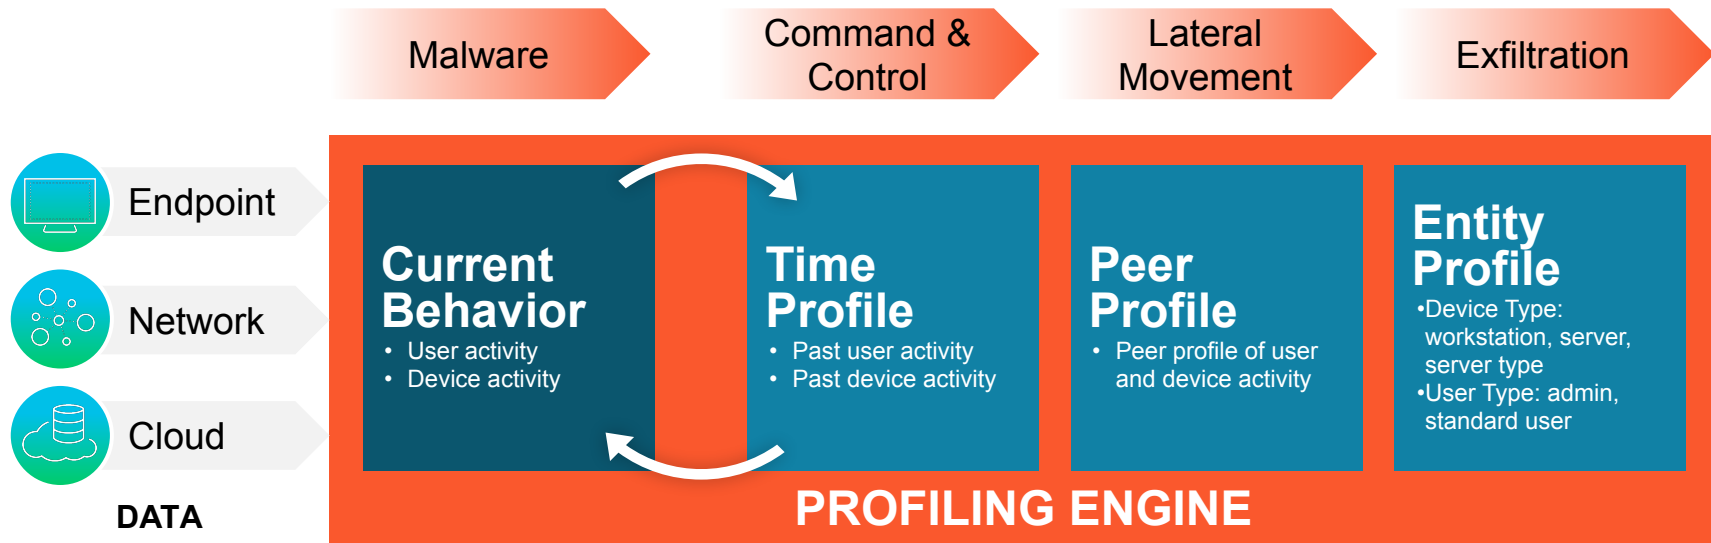 Malware
Command &
Control
Lateral
Movement
Exfiltration
Endpoint
Network
Cloud
DATA
Current
Behavior
• User activity
• Device activity
Time
Profile
• Past user activity
• Past device activity
Peer
Profile
• Peer profile of user
and device activity
Entity
Profile
•Device Type:
workstation, server,
server type
•User Type: admin,
standard user
PROFILING ENGINE